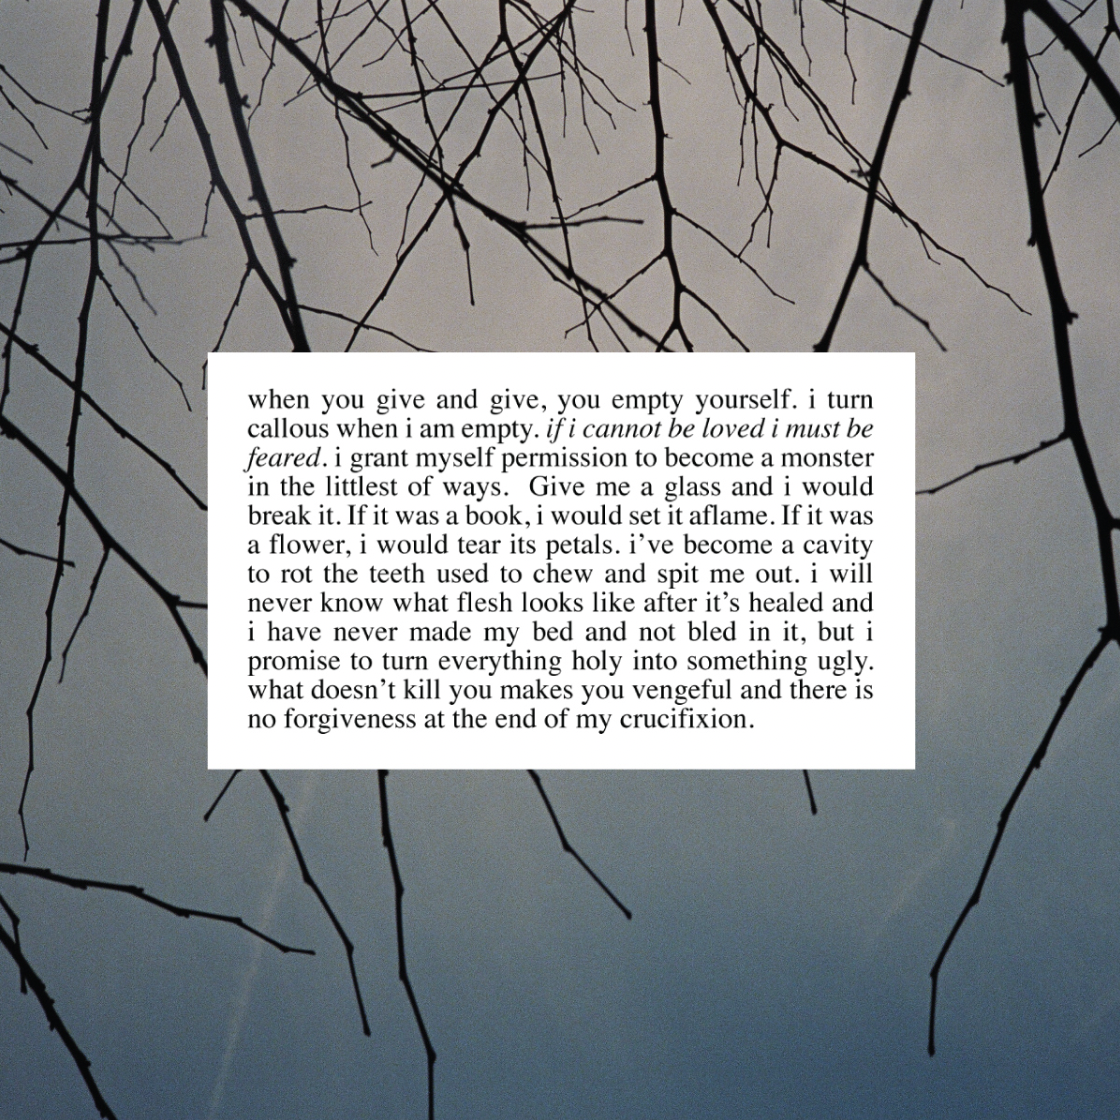 when you give and give, you empty yourself. i turn
callous when i am empty. if i cannot be loved i must be
feared. i grant myself permission to become a monster
in the littlest of ways.  Give me a glass and i would
break it. If it was a book, i would set it aflame. If it was
a flower, i would tear its petals. i’ve become a cavity
to rot the teeth used to chew and spit me out. i will
never know what flesh looks like after it’s healed and
i have never made my bed and not bled in it, but i
promise to turn everything holy into something ugly.
what doesn’t kill you makes you vengeful and there is
no forgiveness at the end of my crucifixion.